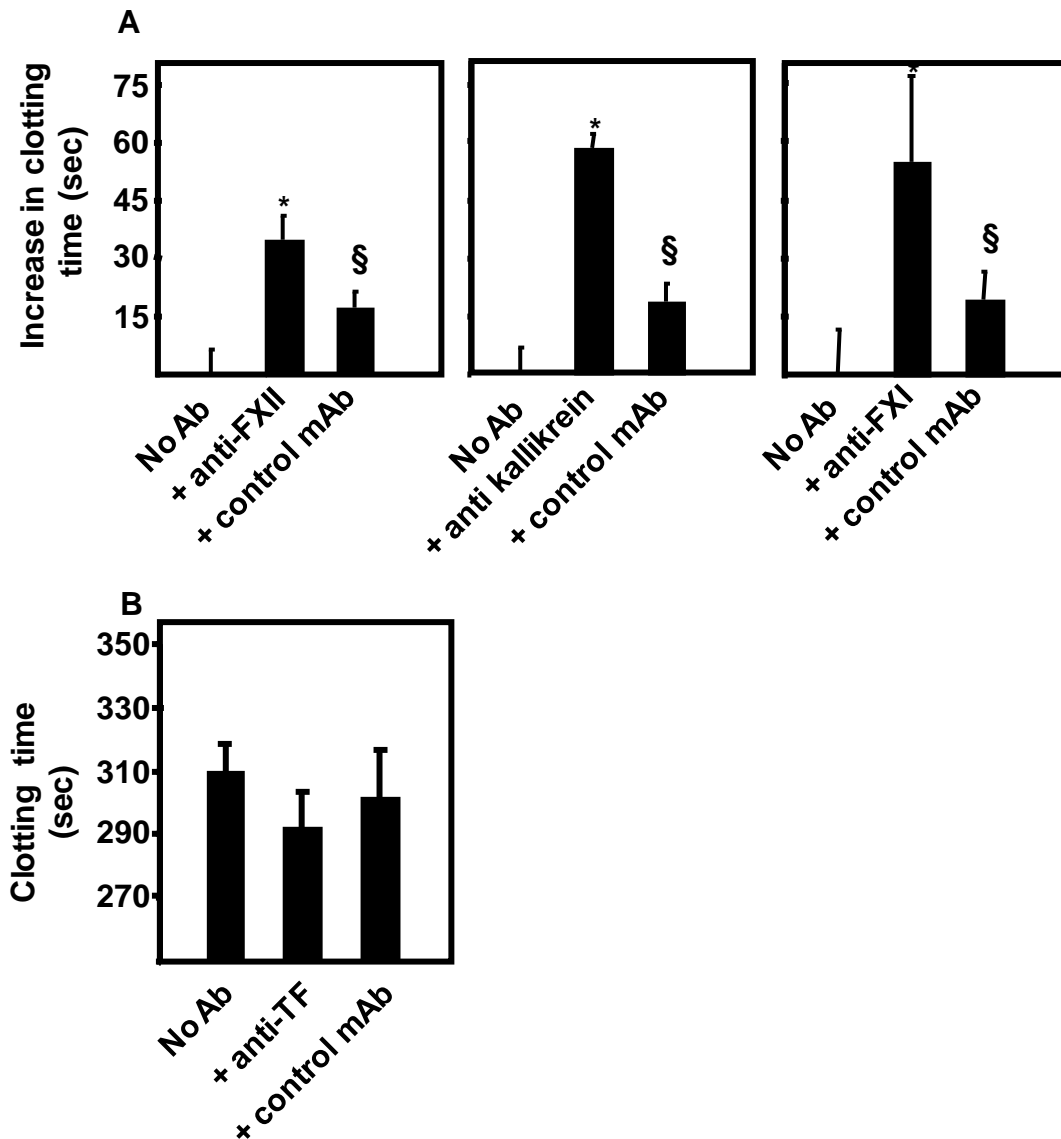 A
Increase in clotting
time (sec)
75
60
45
30
15
*
§
*
§
*
§
No Ab
+ anti-FXII
+ control mAb
No Ab
+ anti kallikrein
+ control mAb
No Ab
+ anti-FXI
+ control mAb
B
Clotting time
(sec)
350
330
310
290
270
No Ab
+ anti-TF
+ control mAb